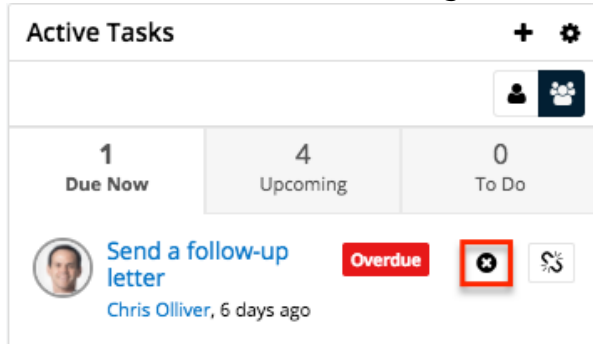 Active Tasks
1 4 0
Due Now Upcoming To Do
Send a follow-up Overdue
letter
Chris Olliver, 6 days ago